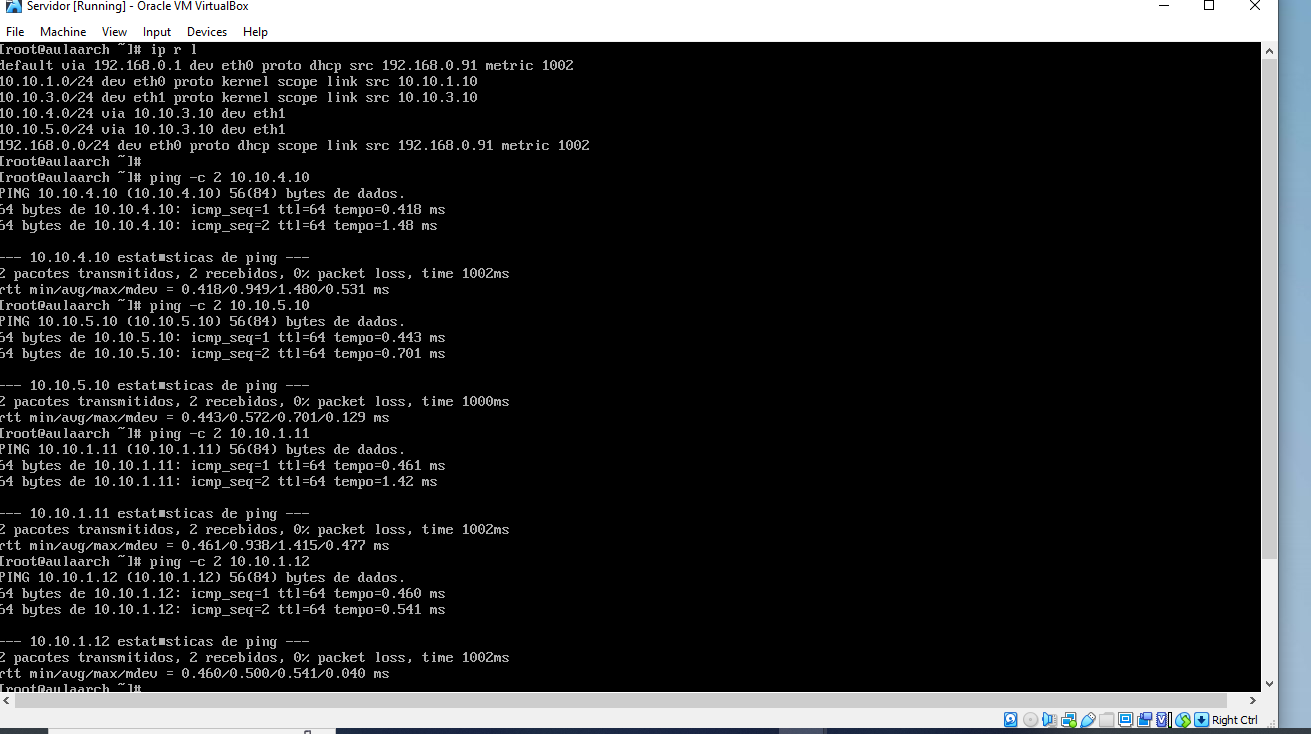 Servidor [Running] - Oracle VM VirtualBox
File Machine View Input Devices Help
[root@aulaarch ~]# ip r l
default via 192.168.0.1 dev eth0 proto dhcp src 192.168.0.91 metric 1002
10.10.1.0/24 dev eth0 proto kernel scope link src 10.10.1.10
10.10.3.0/24 dev eth1 proto kernel scope link src 10.10.3.10
10.10.4.0/24 via 10.10.3.10 dev eth1
10.10.5.0/24 via 10.10.3.10 dev eth1
192.168.0.0/24 dev eth0 proto dhcp scope link src 192.168.0.91 metric 1002
[root@aulaarch ~]#
[root@aulaarch ~]# ping -c 2 10.10.4.10
PING 10.10.4.10 (10.10.4.10) 56(84) bytes de dados.
64 bytes de 10.10.4.10: icmp_seq=1 ttl=64 tempo=0.418 ms
64 bytes de 10.10.4.10: icmp_seq=2 ttl=64 tempo=1.48 ms
--- 10.10.4.10 estat■sticas de ping ---
2 pacotes transmitidos, 2 recebidos, 0% packet loss, time 1002ms
rtt min/avg/max/mdev = 0.418/0.949/1.480/0.531 ms
[root@aulaarch ~]# ping -c 2 10.10.5.10
PING 10.10.5.10 (10.10.5.10) 56(84) bytes de dados.
64 bytes de 10.10.5.10: icmp_seq=1 ttl=64 tempo=0.443 ms
64 bytes de 10.10.5.10: icmp_seq=2 ttl=64 tempo=0.701 ms
--- 10.10.5.10 estat■sticas de ping ---
2 pacotes transmitidos, 2 recebidos, 0% packet loss, time 1000ms
rtt min/avg/max/mdev = 0.443/0.572/0.701/0.129 ms
[root@aulaarch ~]# ping -c 2 10.10.1.11
PING 10.10.1.11 (10.10.1.11) 56(84) bytes de dados.
64 bytes de 10.10.1.11: icmp_seq=1 ttl=64 tempo=0.461 ms
64 bytes de 10.10.1.11: icmp_seq=2 ttl=64 tempo=1.42 ms
--- 10.10.1.11 estat■sticas de ping ---
2 pacotes transmitidos, 2 recebidos, 0% packet loss, time 1002ms
rtt min/avg/max/mdev = 0.461/0.938/1.415/0.477 ms
[root@aulaarch ~]# ping -c 2 10.10.1.12
PING 10.10.1.12 (10.10.1.12) 56(84) bytes de dados.
64 bytes de 10.10.1.12: icmp_seq=1 ttl=64 tempo=0.460 ms
64 bytes de 10.10.1.12: icmp_seq=2 ttl=64 tempo=0.541 ms
--- 10.10.1.12 estat■sticas de ping ---
2 pacotes transmitidos, 2 recebidos, 0% packet loss, time 1002ms
rtt min/avg/max/mdev = 0.460/0.500/0.541/0.040 ms
[root@aulaarch ~]#
Right Ctrl